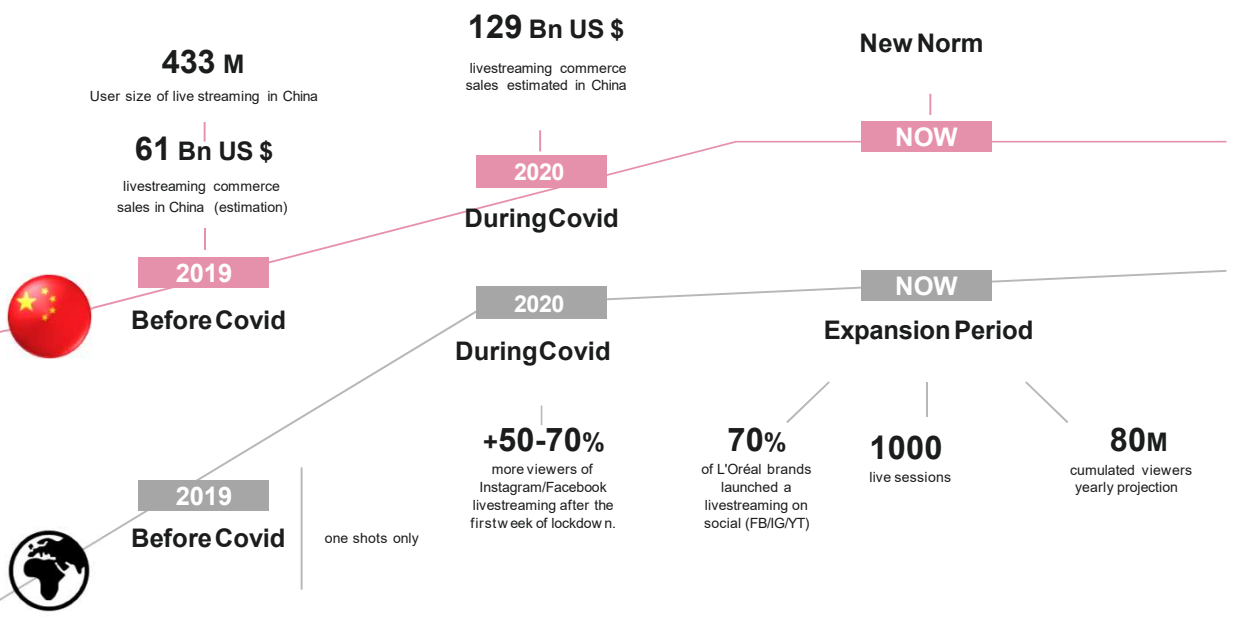 433 M
User size of live streaming in China
61 Bn US $
livestreaming commerce
sales in China (estimation)
2019
Before Covid
129 Bn US $
livestreaming commerce
sales estimated in China
2020
During Covid
New Norm
NOW
2019
Before Covid
one shots only
2020
During Covid
+50-70%
more viewers of
Instagram/Facebook
livestreaming after the
first week of lockdown.
NOW
Expansion Period
70%
of L'Oréal brands
launched a
livestreaming on
social (FB/IG/YT)
1000
live sessions
80M
cumulated viewers
yearly projection